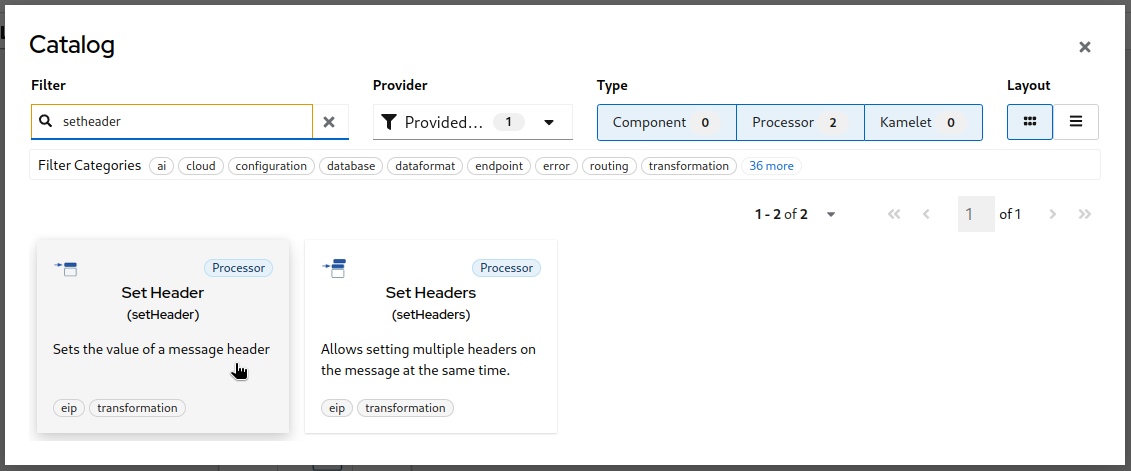 Catalog
Filter
Provider
Type
Layout
setheader
Provided... 1
Component 0
Processor 2
Kamelet 0
Filter Categories ai cloud configuration database dataformat endpoint error routing transformation 36 more
1 - 2 of 2
1 of 1
Processor
Set Header
(setHeader)
Sets the value of a message header
eip transformation
Processor
Set Headers
(setHeaders)
Allows setting multiple headers on
the message at the same time.
eip transformation